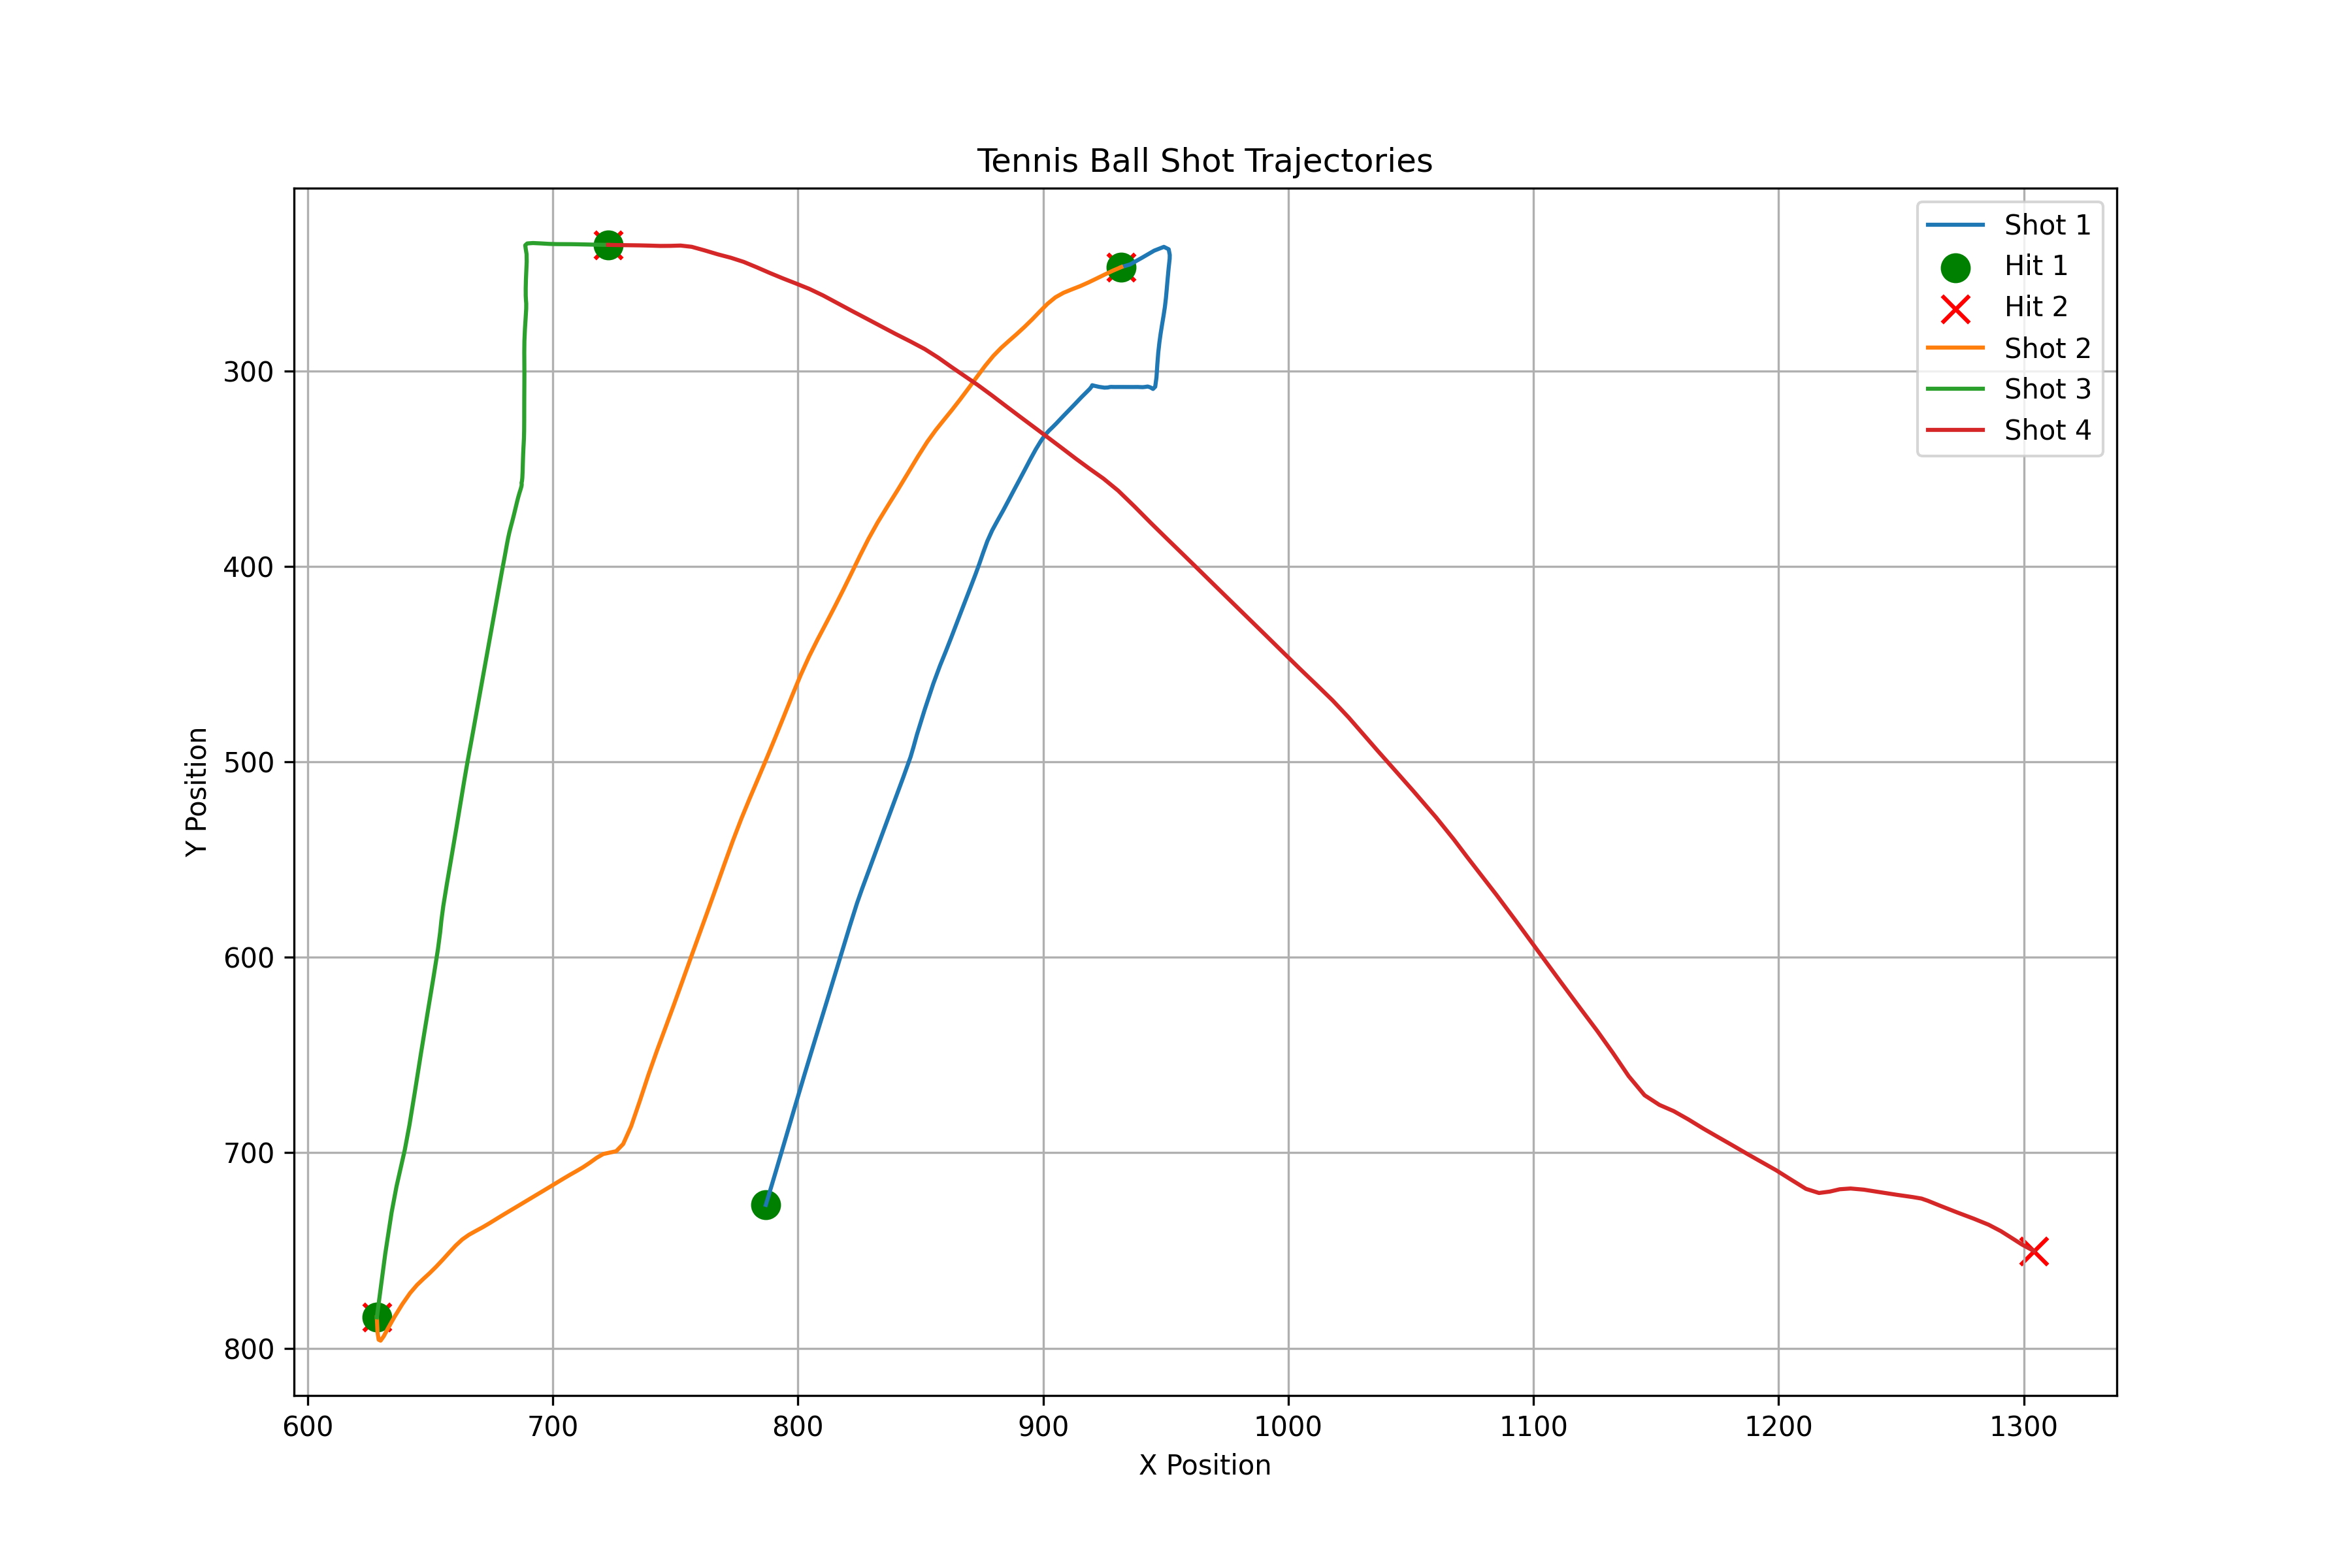 Tennis Ball Shot Trajectories
Shot 1
Hit 1
Hit 2
Shot 2
Shot 3
Shot 4
Y Position
300
400
500
600
700
800
600 700 800 900 1000 1100 1200 1300
X Position